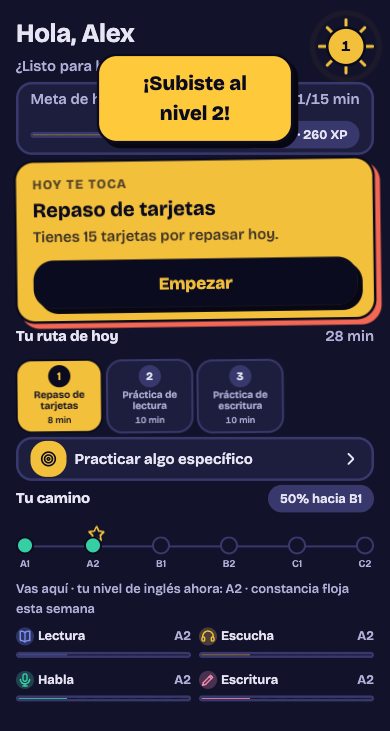 Hola, Alex
1
¿Listo para
¡Subiste al
nivel 2!
Meta de
1/15 min
· 260 XP
HOY TE TOCA
Repaso de tarjetas
Tienes 15 tarjetas por repasar hoy.
Empezar
Tu ruta de hoy
28 min
1
Repaso de
tarjetas
8 min
2
Práctica de
lectura
10 min
3
Práctica de
escritura
10 min
Practicar algo específico
Tu camino
50% hacia B1
A1
A2
B1
B2
C1
C2
Vas aquí · tu nivel de inglés ahora: A2 · constancia floja
esta semana
Lectura
A2
Escucha
A2
Habla
A2
Escritura
A2